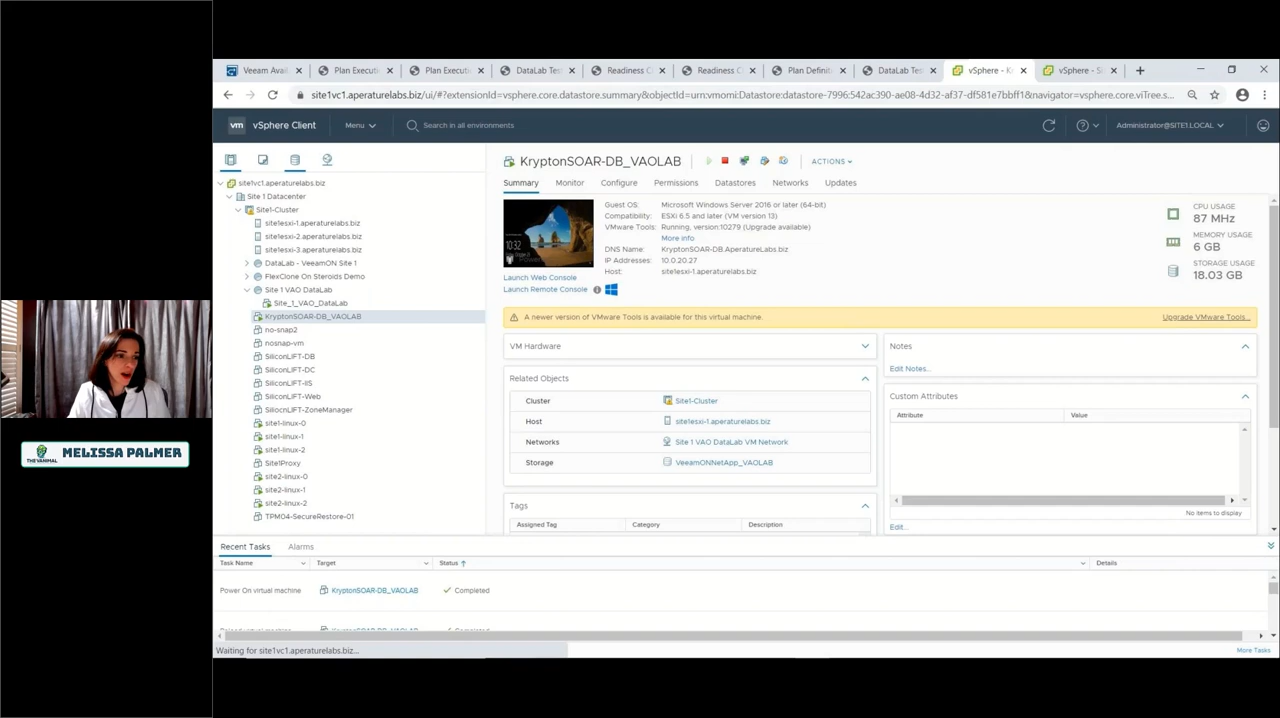 Veeam Avai
Plan Executi
Plan Executi
DataLab Tes
Readiness C
Readiness C
Plan Definit
DataLab Tes
vSphere - K
vSphere - Si
site1vc1.aperaturelabs.biz/ui/#?extensionId=vsphere.core.datastore.summary&objectId=urn:vmomi:Datastore:datastore-7996:542ac390-ae08-4d32-af37-df581e7bbff1&navigator=vsphere.core.viTree.s...
vm vSphere Client Menu Search in all environments Administrator@SITE1.LOCAL
KryptonSOAR-DB_VAOLAB ACTIONS
Summary Monitor Configure Permissions Datastores Networks Updates
site1vc1.aperaturelabs.biz
Site 1 Datacenter
Site1-Cluster
site1esxi-1.aperaturelabs.biz
site1esxi-2.aperaturelabs.biz
site1esxi-3.aperaturelabs.biz
DataLab - VeeamON Site 1
FlexClone On Steroids Demo
Site 1 VAO DataLab
Site_1_VAO_DataLab
KryptonSOAR-DB_VAOLAB
no-snap2
nosnap-vm
SiliconLIFT-DB
SiliconLIFT-DC
SiliconLIFT-IIS
SiliconLIFT-Web
SiliocnLIFT-ZoneManager
site1-linux-0
site1-linux-1
site1-linux-2
Site1Proxy
site2-linux-0
site2-linux-1
site2-linux-2
TPM04-SecureRestore-01
10:32
Launch Web Console
Launch Remote Console
Guest OS: Microsoft Windows Server 2016 or later (64-bit)
Compatibility: ESXi 6.5 and later (VM version 13)
VMware Tools: Running, version:10279 (Upgrade available)
More info
DNS Name: KryptonSOAR-DB.AperatureLabs.biz
IP Addresses: 10.0.20.27
Host: site1esxi-1.aperaturelabs.biz
CPU USAGE
87 MHz
MEMORY USAGE
6 GB
STORAGE USAGE
18.03 GB
A newer version of VMware Tools is available for this virtual machine. Upgrade VMware Tools...
VM Hardware
Related Objects
Cluster Site1-Cluster
Host site1esxi-1.aperaturelabs.biz
Networks Site 1 VAO DataLab VM Network
Storage VeeamONNetApp_VAOLAB
Tags
Assigned Tag Category Description
Notes
Edit Notes...
Custom Attributes
Attribute Value
No items to display
Edit...
Recent Tasks Alarms
Task Name Target Status Details
Power On virtual machine KryptonSOAR-DB_VAOLAB Completed
Waiting for site1vc1.aperaturelabs.biz... More Tasks
THEVANIMAL
MELISSA PALMER